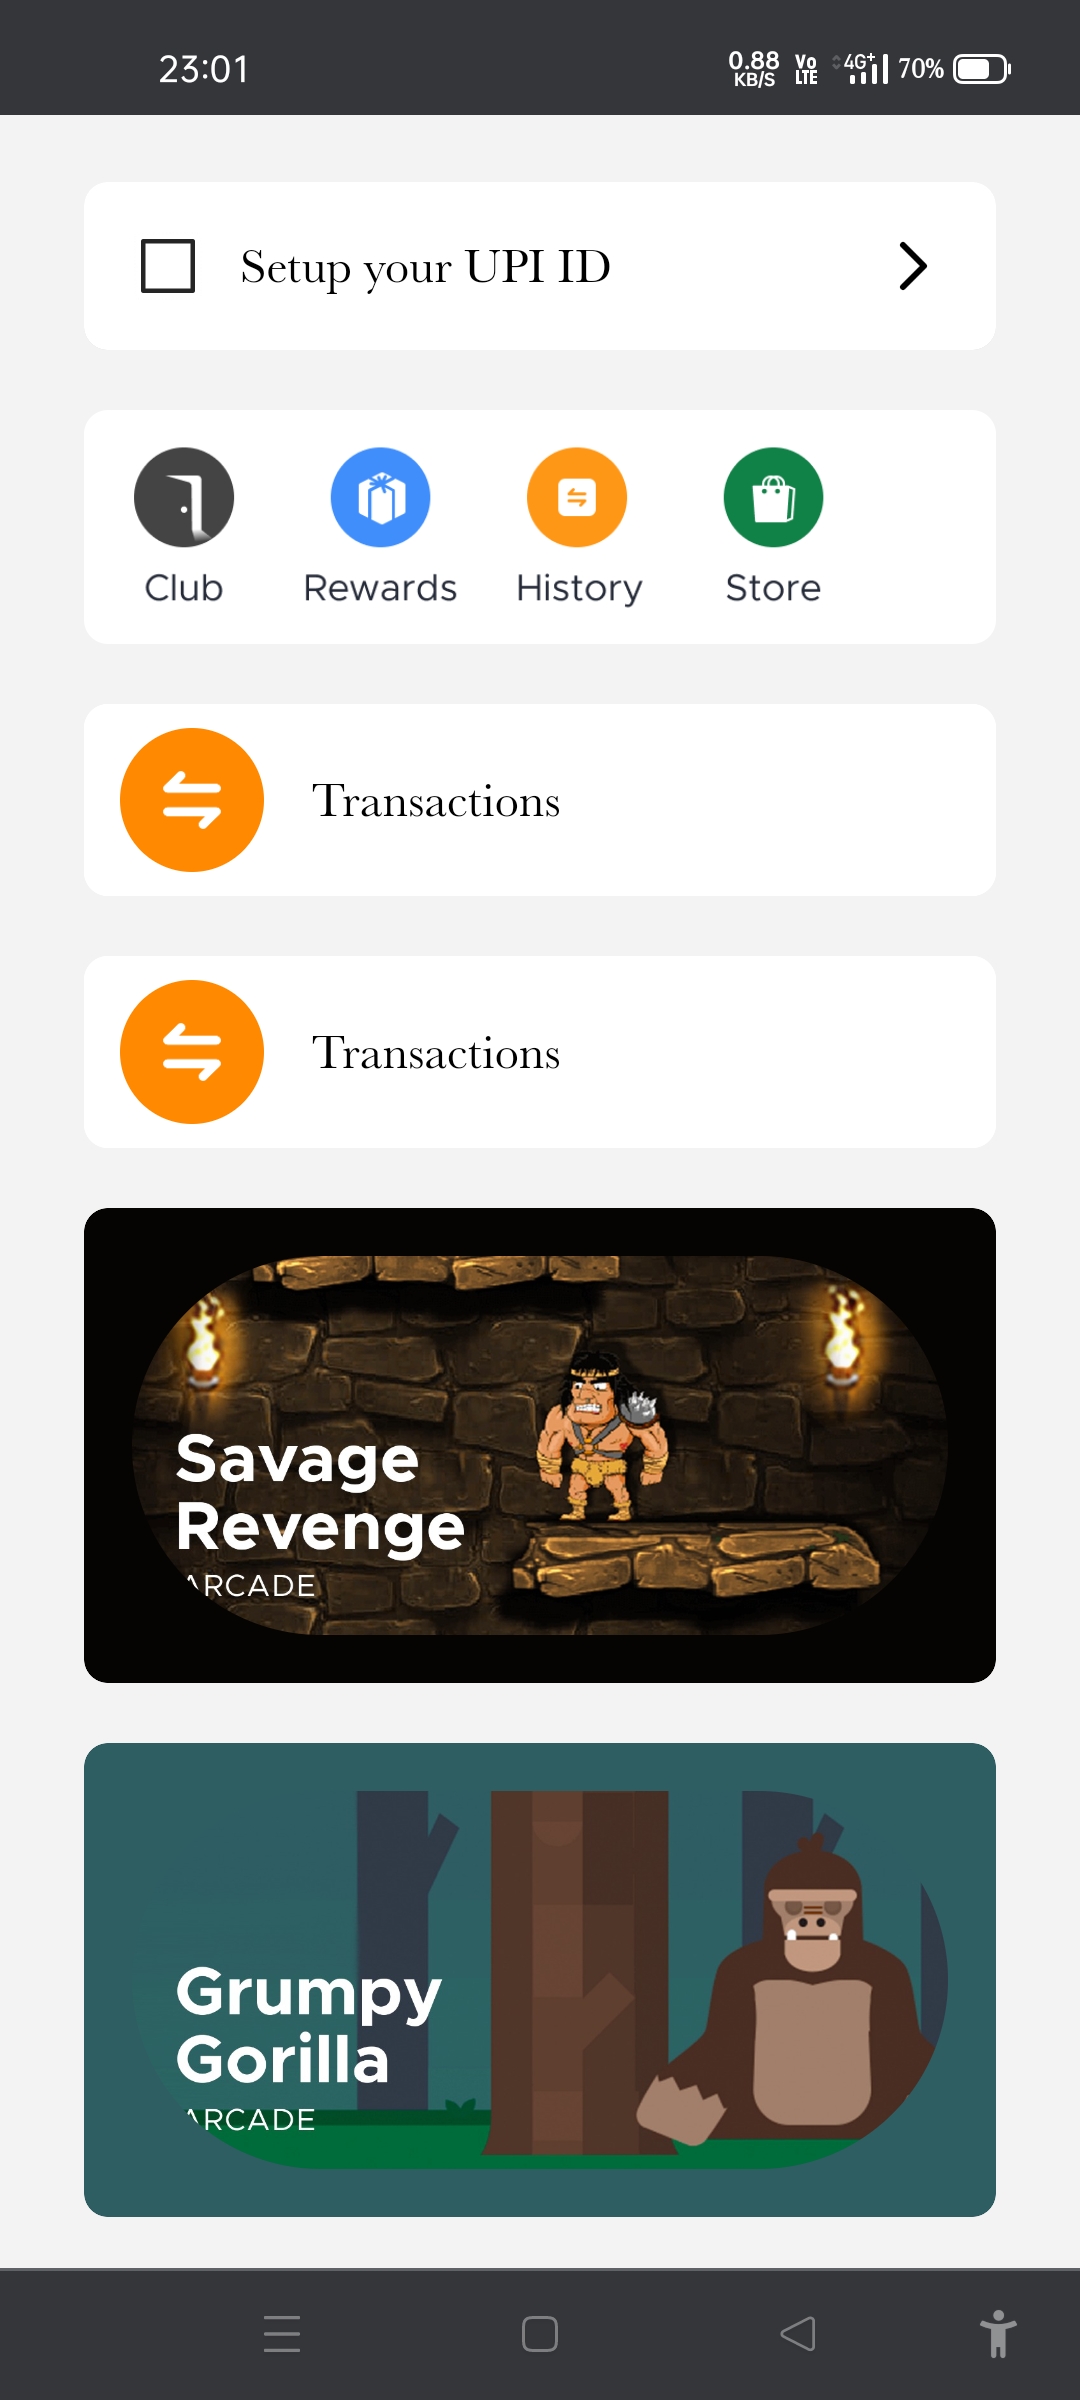 23:01
0.88 KB/S Vo LTE 4G+ 70%
Setup your UPI ID
Club Rewards History Store
Transactions
Transactions
Savage
Revenge
ARCADE
Grumpy
Gorilla
ARCADE